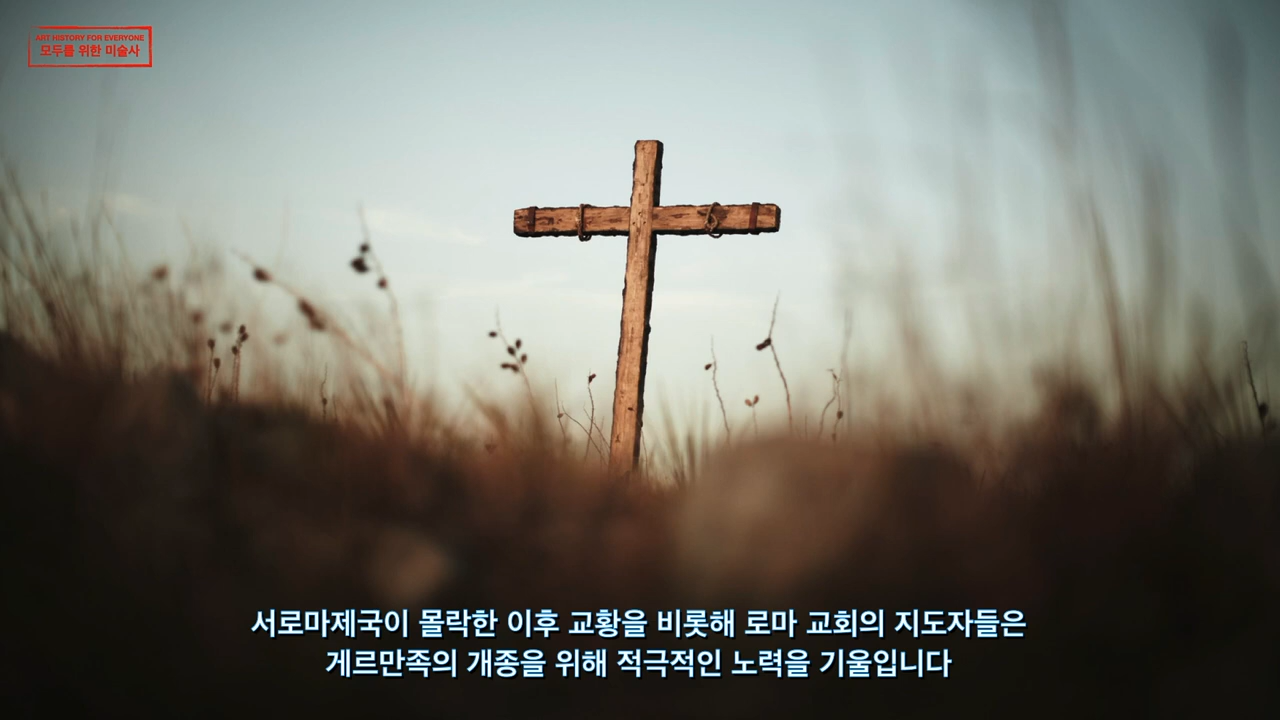 ART HISTORY FOR EVERYONE
모두를 위한 미술사
서로마제국이 몰락한 이후 교황을 비롯해 로마 교회의 지도자들은
게르만족의 개종을 위해 적극적인 노력을 기울입니다